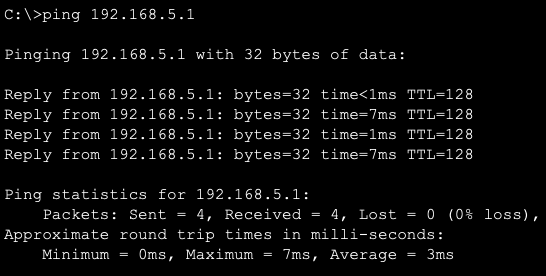 C:\>ping 192.168.5.1
Pinging 192.168.5.1 with 32 bytes of data:
Reply from 192.168.5.1: bytes=32 time<1ms TTL=128
Reply from 192.168.5.1: bytes=32 time=7ms TTL=128
Reply from 192.168.5.1: bytes=32 time=1ms TTL=128
Reply from 192.168.5.1: bytes=32 time=7ms TTL=128
Ping statistics for 192.168.5.1:
Packets: Sent = 4, Received = 4, Lost = 0 (0% loss),
Approximate round trip times in milli-seconds:
Minimum = 0ms, Maximum = 7ms, Average = 3ms